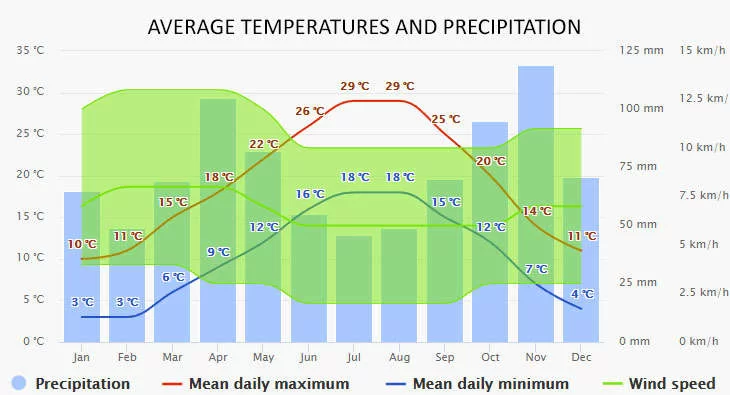 AVERAGE TEMPERATURES AND PRECIPITATION
35 °C 125 mm 15 km/h
30 °C 29 °C 29 °C 100 mm 12.5 km/h
26 °C
25 °C 22 °C 25 °C 10 km/h
20 °C 18 °C 18 °C 18 °C 20 °C 75 mm 7.5 km/h
15 °C 15 °C 16 °C 15 °C 14 °C 50 mm
10 °C 10 °C 11 °C 9 °C 12 °C 12 °C 11 °C 5 km/h
5 °C 3 °C 3 °C 6 °C 7 °C 4 °C 25 mm 2.5 km/h
0 °C 0 mm 0 km/h
Jan Feb Mar Apr May Jun Jul Aug Sep Oct Nov Dec
Precipitation Mean daily maximum Mean daily minimum Wind speed